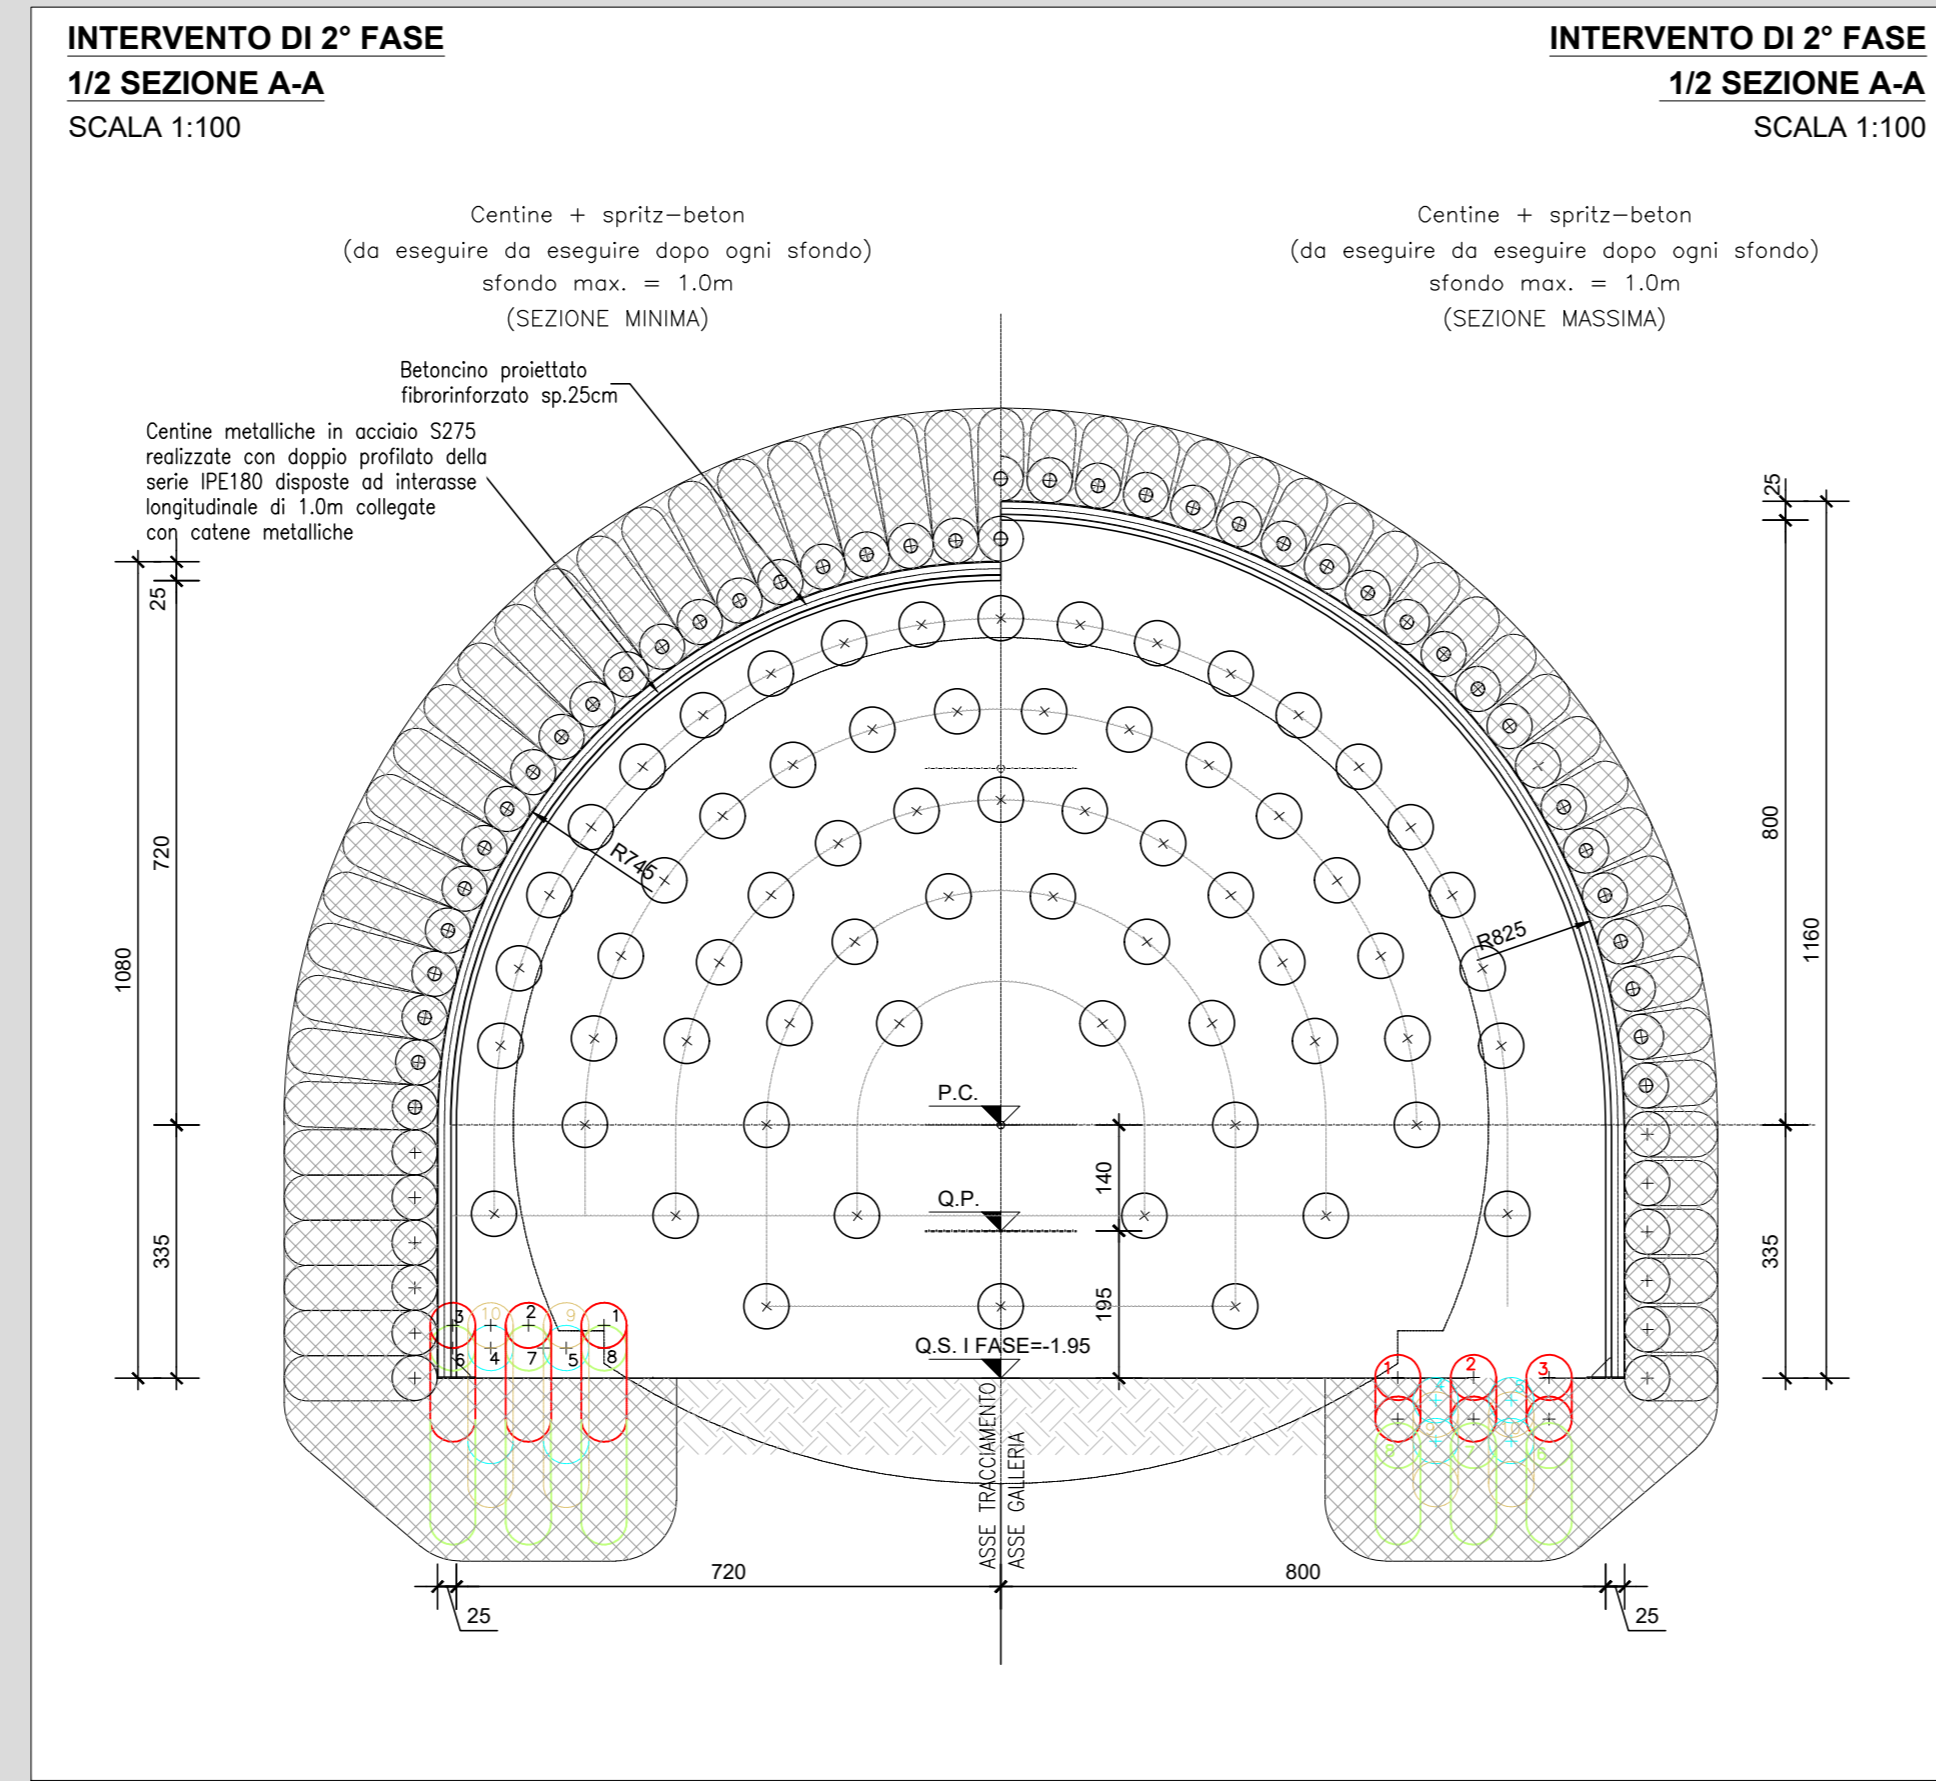 INTERVENTO DI 2° FASE
1/2 SEZIONE A-A
SCALA 1:100
INTERVENTO DI 2° FASE
1/2 SEZIONE A-A
SCALA 1:100
Centine + spritz-beton
(da eseguire da eseguire dopo ogni sfondo)
sfondo max. = 1.0m
(SEZIONE MINIMA)
Centine + spritz-beton
(da eseguire da eseguire dopo ogni sfondo)
sfondo max. = 1.0m
(SEZIONE MASSIMA)
Betoncino proiettato
fibrorinforzato sp.25cm
Centine metalliche in acciaio S275
realizzate con doppio profilato della
serie IPE180 disposte ad interasse
longitudinale di 1.0m collegate
con catene metalliche
25
720
1080
335
25
800
1160
335
R745
R825
P.C.
140
Q.P.
195
Q.S. I FASE=-1.95
3
10
2
9
1
6
4
7
5
8
1
2
3
ASSE TRACCIAMENTO
ASSE GALLERIA
720
800
25
25